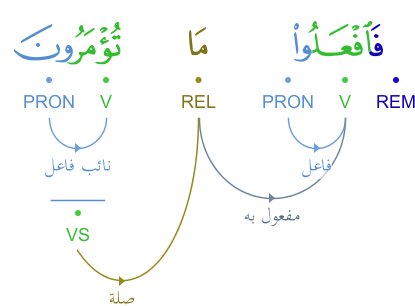 فَٱفْعَلُوا۟ مَا تُؤْمَرُونَ
REM V PRON REL V PRON
فاعل نائب فاعل
مفعول به
VS
صلة